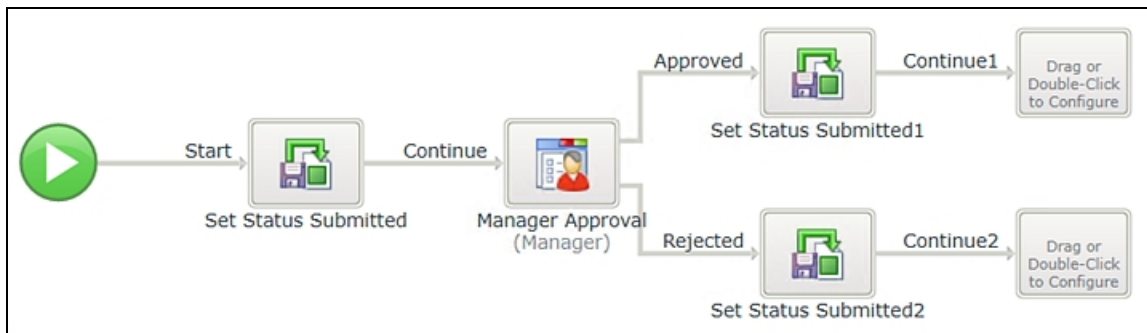 Start
Set Status Submitted
Continue
Manager Approval
(Manager)
Approved
Set Status Submitted1
Continue1
Drag or
Double-Click
to Configure
Rejected
Set Status Submitted2
Continue2
Drag or
Double-Click
to Configure